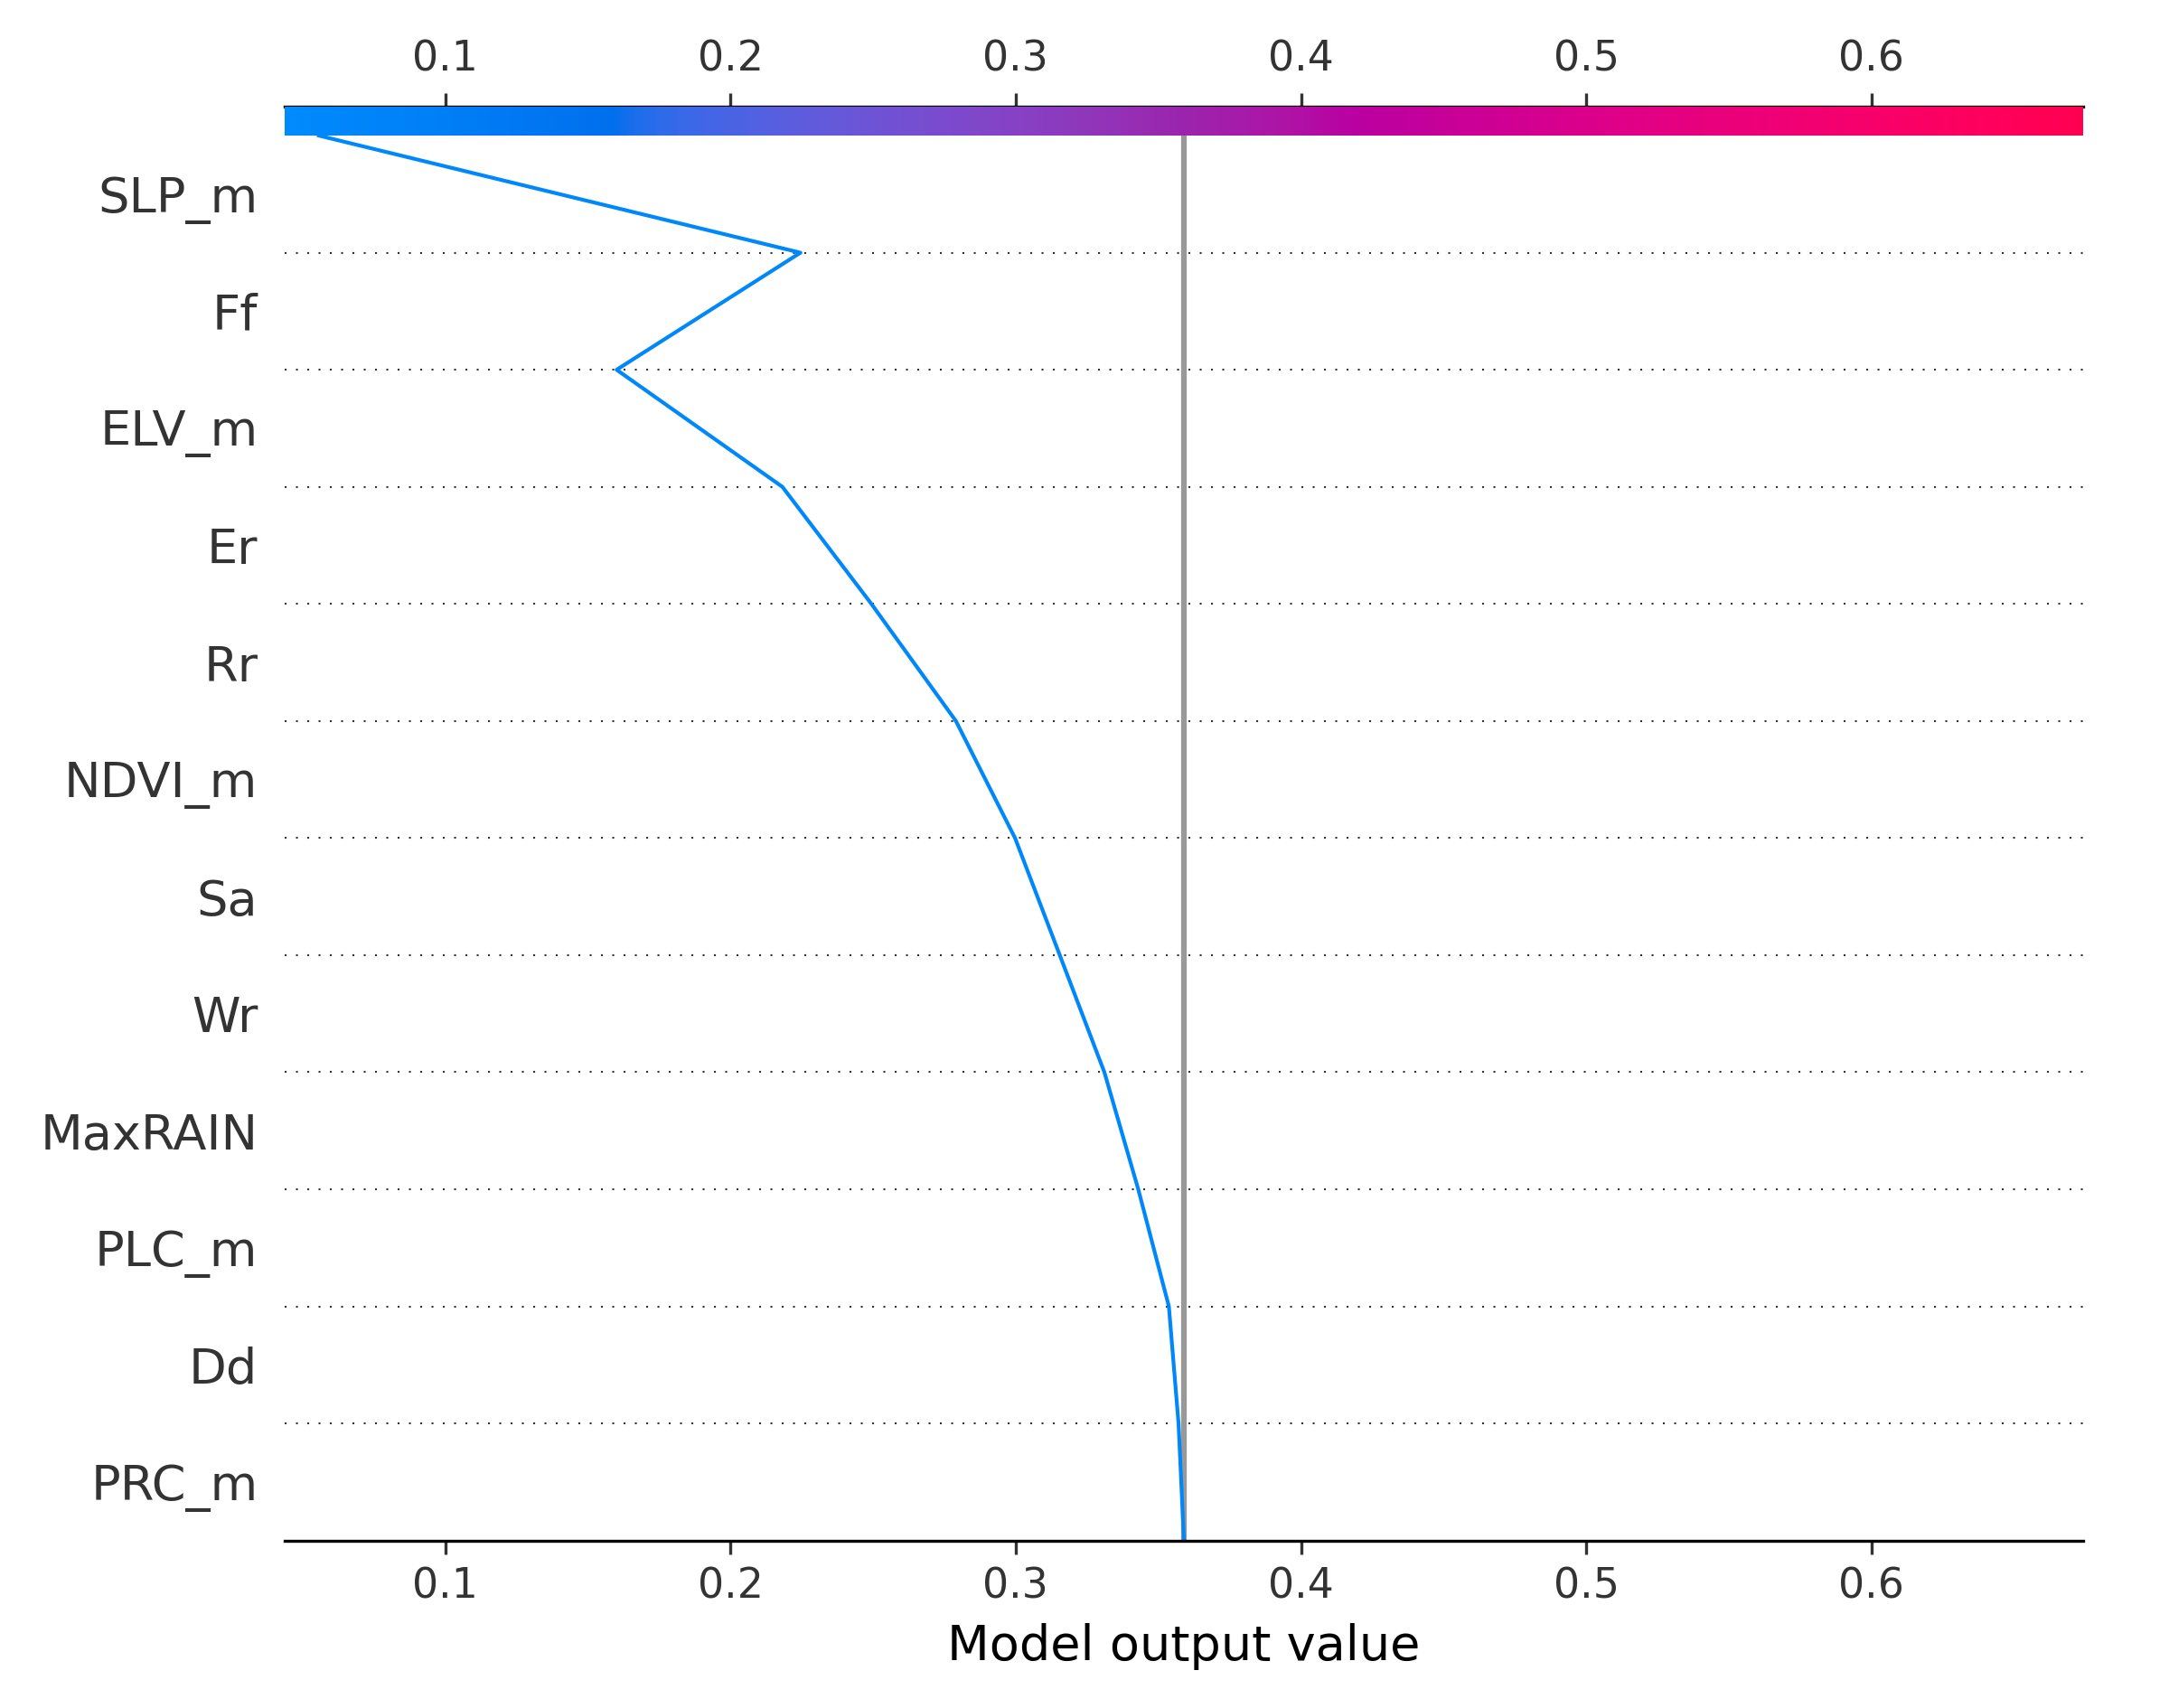 0.1 0.2 0.3 0.4 0.5 0.6
SLP_m
Ff
ELV_m
Er
Rr
NDVI_m
Sa
Wr
MaxRAIN
PLC_m
Dd
PRC_m
0.1 0.2 0.3 0.4 0.5 0.6
Model output value